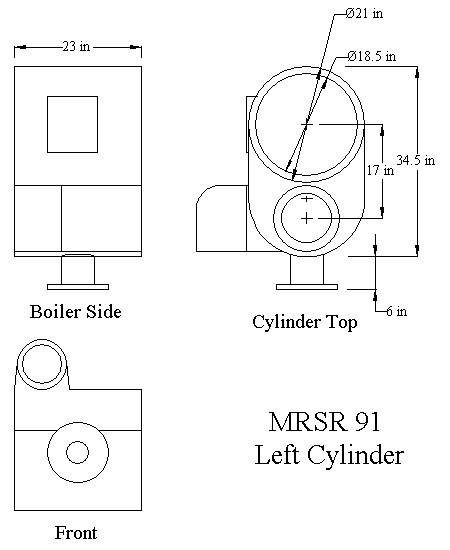 Ø21 in
23 in
Ø18.5 in
17 in
34.5 in
6 in
Boiler Side
Cylinder Top
MRSR 91
Left Cylinder
Front